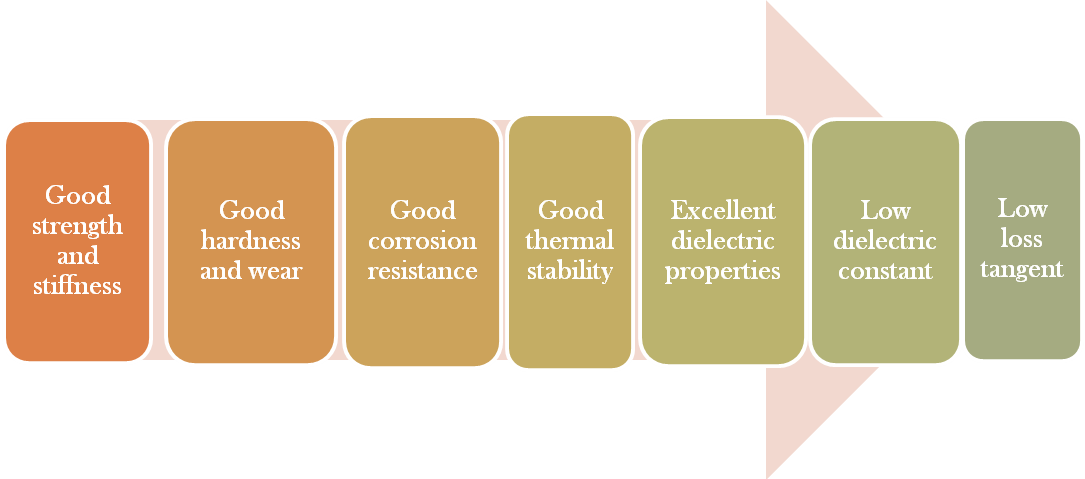 Good
strength
and
stiffness
Good
hardness
and wear
Good
corrosion
resistance
Good
thermal
stability
Excellent
dielectric
properties
Low
dielectric
constant
Low
loss
tangent